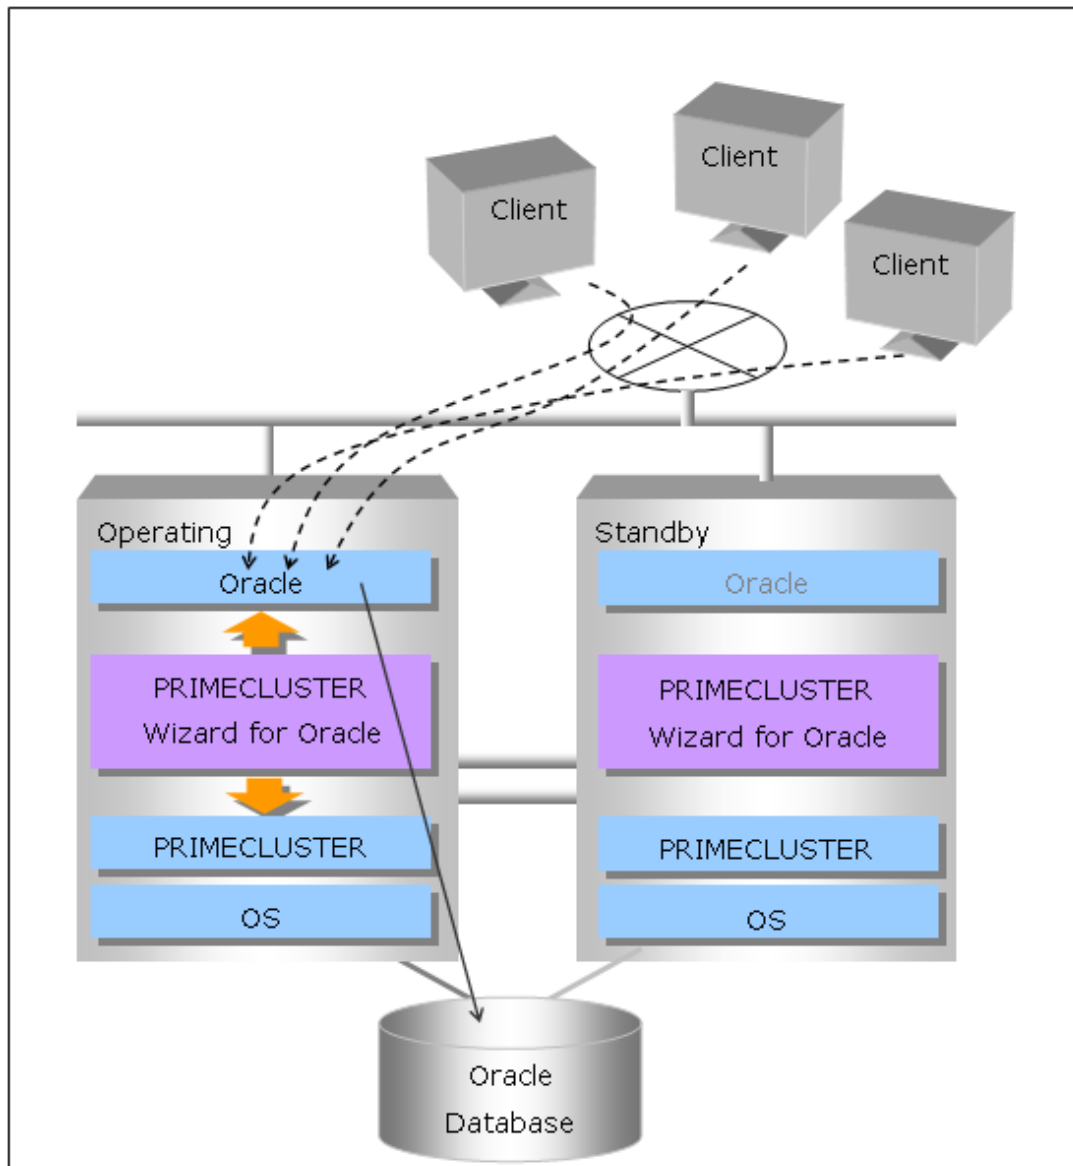 Client
Client
Client
Operating
Oracle
PRIMECLUSTER
Wizard for Oracle
PRIMECLUSTER
OS
Standby
Oracle
PRIMECLUSTER
Wizard for Oracle
PRIMECLUSTER
OS
Oracle
Database